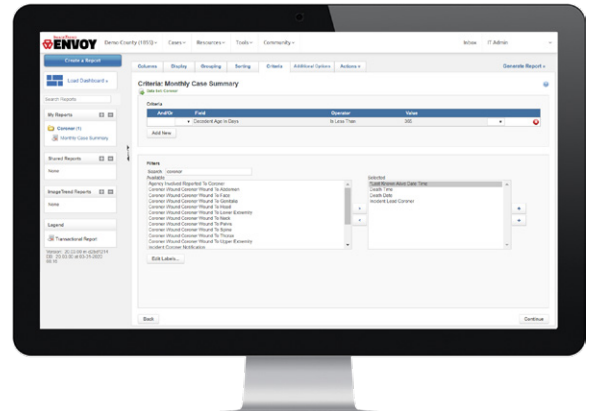 ENVOY
Demo County
Cases
Resources
Tools
Community
Inbox
IT Admin
Create a Report
Load Dashboard »
Search Reports
My Reports
Coroner (1)
Monthly Case Summary
Shared Reports
None
ImageTrend Reports
None
Legend
Transactional Report
Columns Display Grouping Sorting Criteria Additional Options Actions
Generate Report »
Criteria: Monthly Case Summary
Criteria
And/Or Field Operator Value
Decedent Age in Days Is Less Than 365
Add New
Filters
Search coroner
Available
Agency Involved Reported To Coroner
Coroner Wound Coroner Wound To Abdomen
Coroner Wound Coroner Wound To Face
Coroner Wound Coroner Wound To Genitalia
Coroner Wound Coroner Wound To Head
Coroner Wound Coroner Wound To Lower Extremity
Coroner Wound Coroner Wound To Neck
Coroner Wound Coroner Wound To Pelvis
Coroner Wound Coroner Wound To Spine
Coroner Wound Coroner Wound To Thorax
Coroner Wound Coroner Wound To Upper Extremity
Incident Coroner Notification
Selected
*Last Known Alive Date Time
Death Time
Death Date
Incident Lead Coroner
Edit Labels...
Back
Continue